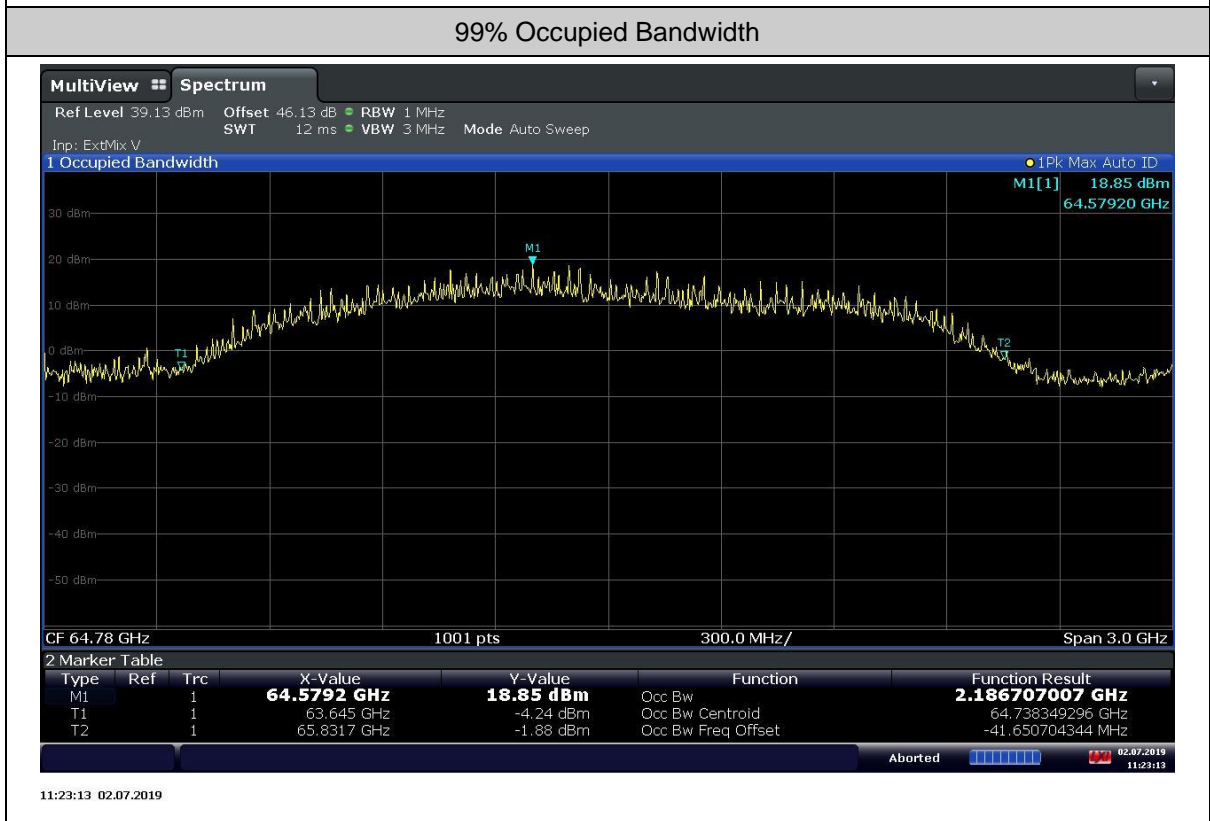 99% Occupied Bandwidth
MultiView Spectrum
Ref Level 39.13 dBm Offset 46.13 dB RBW 1 MHz
SWT 12 ms VBW 3 MHz Mode Auto Sweep
Inp: ExtMix V
1 Occupied Bandwidth 1Pk Max Auto ID
M1[1] 18.85 dBm
64.57920 GHz
30 dBm
M1
20 dBm
10 dBm
0 dBm
T1
T2
-10 dBm
-20 dBm
-30 dBm
-40 dBm
-50 dBm
CF 64.78 GHz 1001 pts 300.0 MHz/ Span 3.0 GHz
2 Marker Table
Type Ref Trc X-Value Y-Value Function Function Result
M1 1 64.5792 GHz 18.85 dBm Occ Bw 2.186707007 GHz
T1 1 63.645 GHz -4.24 dBm Occ Bw Centroid 64.738349296 GHz
T2 1 65.8317 GHz -1.88 dBm Occ Bw Freq Offset -41.650704344 MHz
Aborted 02.07.2019
11:23:13
11:23:13 02.07.2019